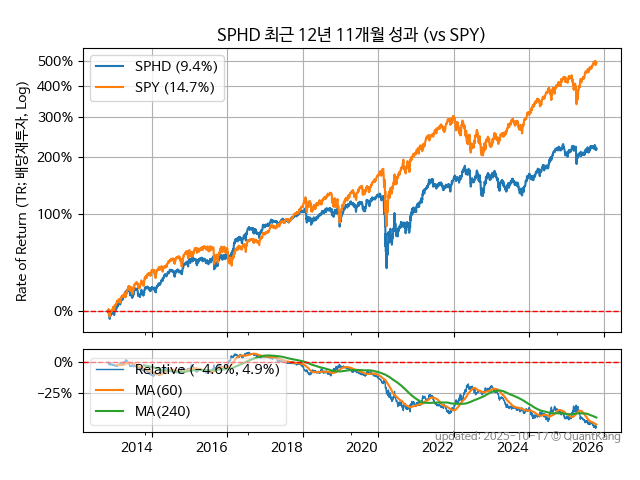 SPHD 최근 12년 11개월 성과 (vs SPY)
Rate of Return (TR: 배당재투자, Log)
500%
400%
300%
200%
100%
0%
SPHD (9.4%)
SPY (14.7%)
0%
−25%
Relative (−4.6%, 4.9%)
MA(60)
MA(240)
updated: 2025-10-17 © QuantKang
2014
2016
2018
2020
2022
2024
2026